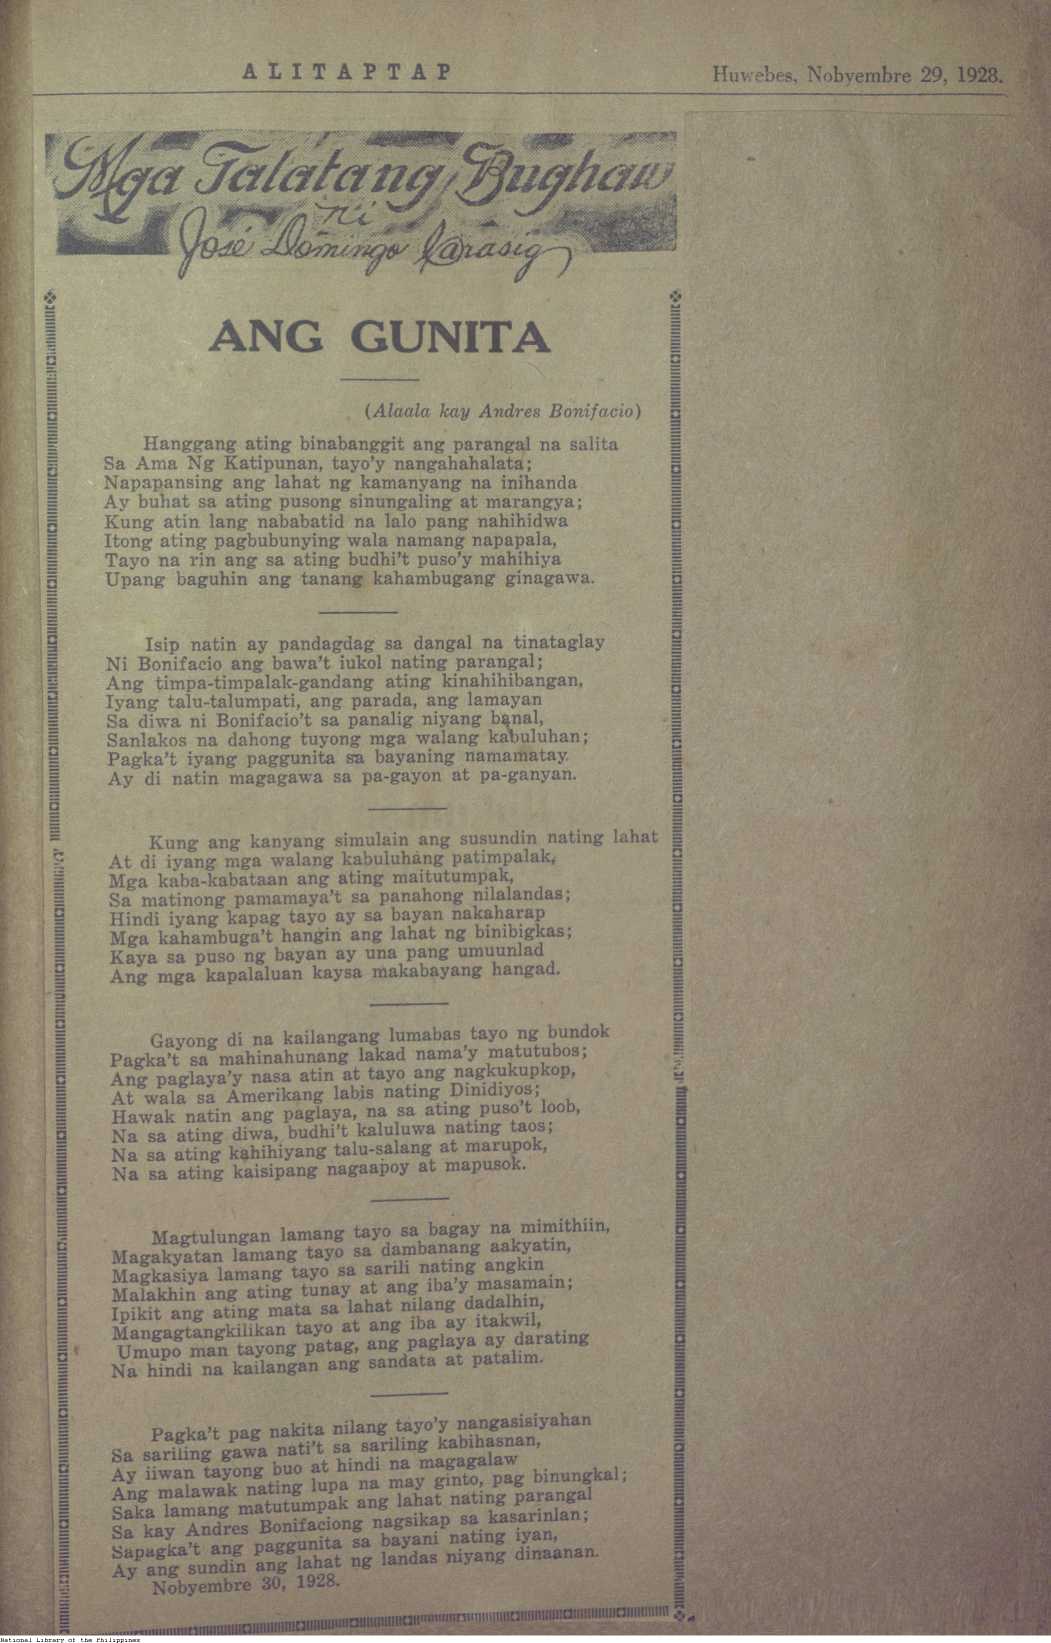 ALITAPTAP
Huwebes, Nobyembre 29, 1928.
Mga Talatang Bughaw
ni
José Domingo Karasig
ANG GUNITA
(Alaala kay Andres Bonifacio)
Hanggang ating binabanggit ang parangal na salita
Sa Ama Ng Katipunan, tayo'y nangahahalata;
Napapansing ang lahat ng kamanyang na inihanda
Ay buhat sa ating pusong sinungaling at marangya;
Kung atin lang nababatid na lalo pang nahihidwa
Itong ating pagbubunying wala namang napapala,
Tayo na rin ang sa ating budhi't puso'y mahihiya
Upang baguhin ang tanang kahambugang ginagawa.
Isip natin ay pandagdag sa dangal na tinataglay
Ni Bonifacio ang bawa't iukol nating parangal;
Ang timpa-timpalak-gandang ating kinahihibangan,
Iyang talu-talumpati, ang parada, ang lamayan
Sa diwa ni Bonifacio't sa panalig niyang banal,
Sanlakos na dahong tuyong mga walang kabuluhan;
Pagka't iyang paggunita sa bayaning namamatay
Ay di natin magagawa sa pa-gayon at pa-ganyan.
Kung ang kanyang simulain ang susundin nating lahat
At di iyang mga walang kabuluhang patimpalak,
Mga kaba-kabataan ang ating maitutumpak,
Sa matinong pamamaya't sa panahong nilalandas;
Hindi iyang kapag tayo ay sa bayan nakaharap
Mga kahambuga't hangin ang lahat ng binibigkas;
Kaya sa puso ng bayan ay una pang umuunlad
Ang mga kapalaluan kaysa makabayang hangad.
Gayong di na kailangang lumabas tayo ng bundok
Pagka't sa mahinahunang lakad nama'y matutubos;
Ang paglaya'y nasa atin at tayo ang nagkukupkop,
At wala sa Amerikang labis nating Dinidiyos;
Hawak natin ang paglaya, na sa ating puso't loob,
Na sa ating diwa, budhi't kaluluwa nating taos;
Na sa ating kahihiyang talu-salang at marupok,
Na sa ating kaisipang nagaapoy at mapusok.
Magtulungan lamang tayo sa bagay na mimithiin,
Magakyatan lamang tayo sa dambanang aakyatin,
Magkasiya lamang tayo sa sarili nating angkin
Malakhin ang ating tunay at ang iba'y masamain;
Ipikit ang ating mata sa lahat nilang dadalhin,
Mangagtangkilikan tayo at ang iba ay itakwil,
Umupo man tayong patag, ang paglaya ay darating
Na hindi na kailangan ang sandata at patalim.
Pagka't pag nakita nilang tayo'y nangasisiyahan
Sa sariling gawa nati't sa sariling kabihasnan,
Ay iiwan tayong buo at hindi na magagalaw
Ang malawak nating lupa na may ginto, pag binungkal;
Saka lamang matutumpak ang lahat nating parangal
Sa kay Andres Bonifaciong nagsikap sa kasarinlan;
Sapagka't ang paggunita sa bayani nating iyan,
Ay ang sundin ang lahat ng landas niyang dinaanan.
Nobyembre 30, 1928.
National Library of the Philippines